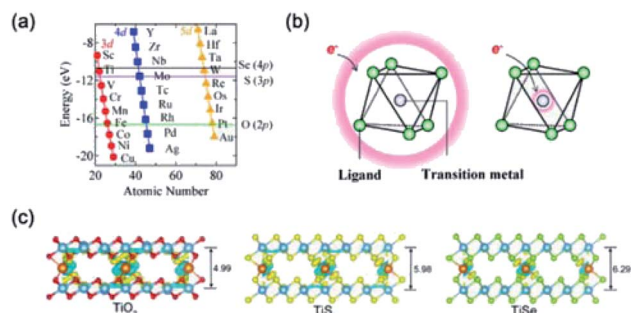 (a)
Energy (eV)
-8
-12
-16
-20
20
40
60
80
Atomic Number
3d
Sc
Ti
V
Cr
Mn
Fe
Co
Ni
Cu
4d
Y
Zr
Nb
Mo
Tc
Ru
Rh
Pd
Ag
5d
La
Hf
Ta
W
Re
Os
Ir
Pt
Au
Se (4p)
S (3p)
O (2p)
(b)
e-
e-
Ligand
Transition metal
(c)
4.99
TiO2
5.98
TiS
6.29
TiSe